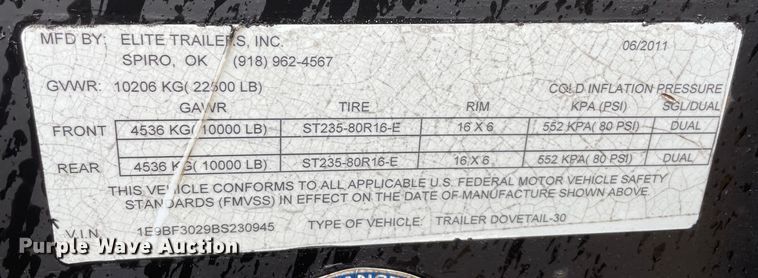 MFD BY: ELITE TRAILERS, INC. 06/2011
SPIRO, OK (918) 962-4567
GVWR: 10206 KG( 22500 LB) COLD INFLATION PRESSURE
GAWR TIRE RIM KPA (PSI) SGL/DUAL
FRONT 4536 KG( 10000 LB) ST235-80R16-E 16 X 6 552 KPA( 80 PSI) DUAL
REAR 4536 KG( 10000 LB) ST235-80R16-E 16 X 6 552 KPA( 80 PSI) DUAL
THIS VEHICLE CONFORMS TO ALL APPLICABLE U.S. FEDERAL MOTOR VEHICLE SAFETY
STANDARDS (FMVSS) IN EFFECT ON THE DATE OF MANUFACTURE SHOWN ABOVE
V.I.N. 1E9BF3029BS230945 TYPE OF VEHICLE: TRAILER DOVETAIL-30
Purple Wave Auction